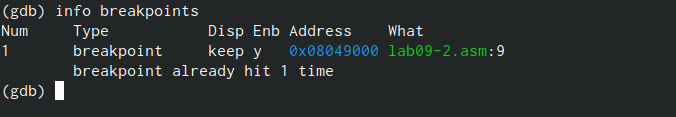 (gdb) info breakpoints
Num     Type           Disp Enb Address    What
1       breakpoint     keep y   0x08049000 lab09-2.asm:9
        breakpoint already hit 1 time
(gdb)